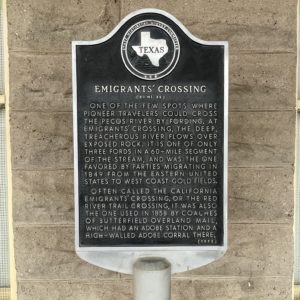 TEXAS
EMIGRANTS' CROSSING
ONE OF THE FEW SPOTS WHERE
PIONEER TRAVELERS COULD CROSS
THE PECOS RIVER BY FORDING, AT
EMIGRANTS' CROSSING, THE DEEP,
TREACHEROUS RIVER FLOWS OVER
EXPOSED ROCK. IT IS ONE OF ONLY
THREE FORDS IN A 60-MILE SEGMENT
OF THE STREAM, AND WAS THE ONE
FAVORED BY PARTIES MIGRATING IN
1849 FROM THE EASTERN UNITED
STATES TO WEST COAST GOLD FIELDS.
OFTEN CALLED THE CALIFORNIA
EMIGRANTS' CROSSING, OR THE RED
RIVER TRAIL CROSSING, IT WAS ALSO
THE ONE USED IN 1858 BY COACHES
OF BUTTERFIELD OVERLAND MAIL,
WHICH HAD AN ADOBE STATION AND A
HIGH-WALLED ADOBE CORRAL THERE.